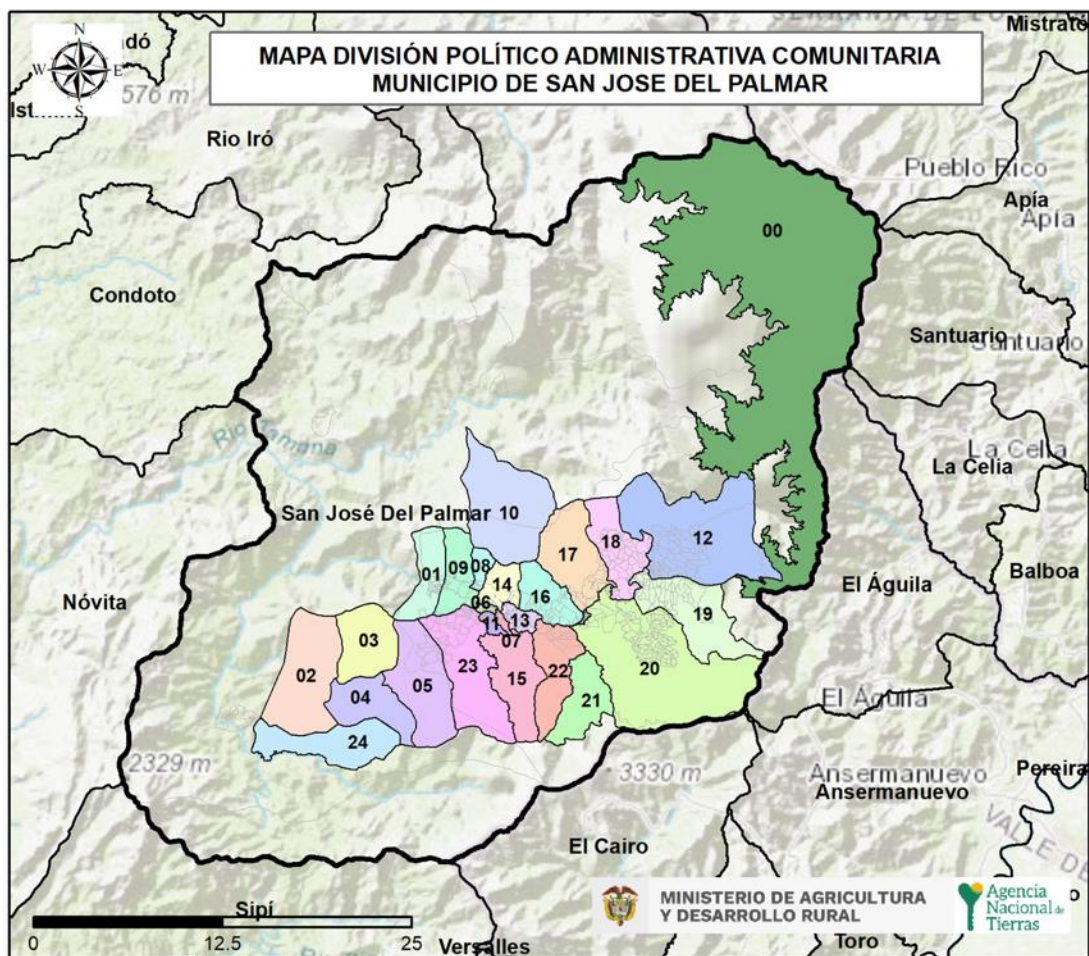 Mistrató
N
W
E
S
dó
576 m
Ist
MAPA DIVISIÓN POLÍTICO ADMINISTRATIVA COMUNITARIA
MUNICIPIO DE SAN JOSE DEL PALMAR
Rio Iró
Pueblo Rico
Apía
Apía
00
Condoto
Santuario
Santuario
La Celia
La Celia
San José Del Palmar
10
18
12
17
01
09
08
14
16
06
11
13
07
19
El Águila
Balboa
Nóvita
02
03
04
05
23
15
22
21
20
24
El Águila
2329 m
3330 m
Ansermanuevo
Ansermanuevo
Pereira
VALLE DE
El Cairo
MINISTERIO DE AGRICULTURA
Y DESARROLLO RURAL
Agencia
Nacional de
Tierras
Sipí
0
12.5
25
Versalles
Toro